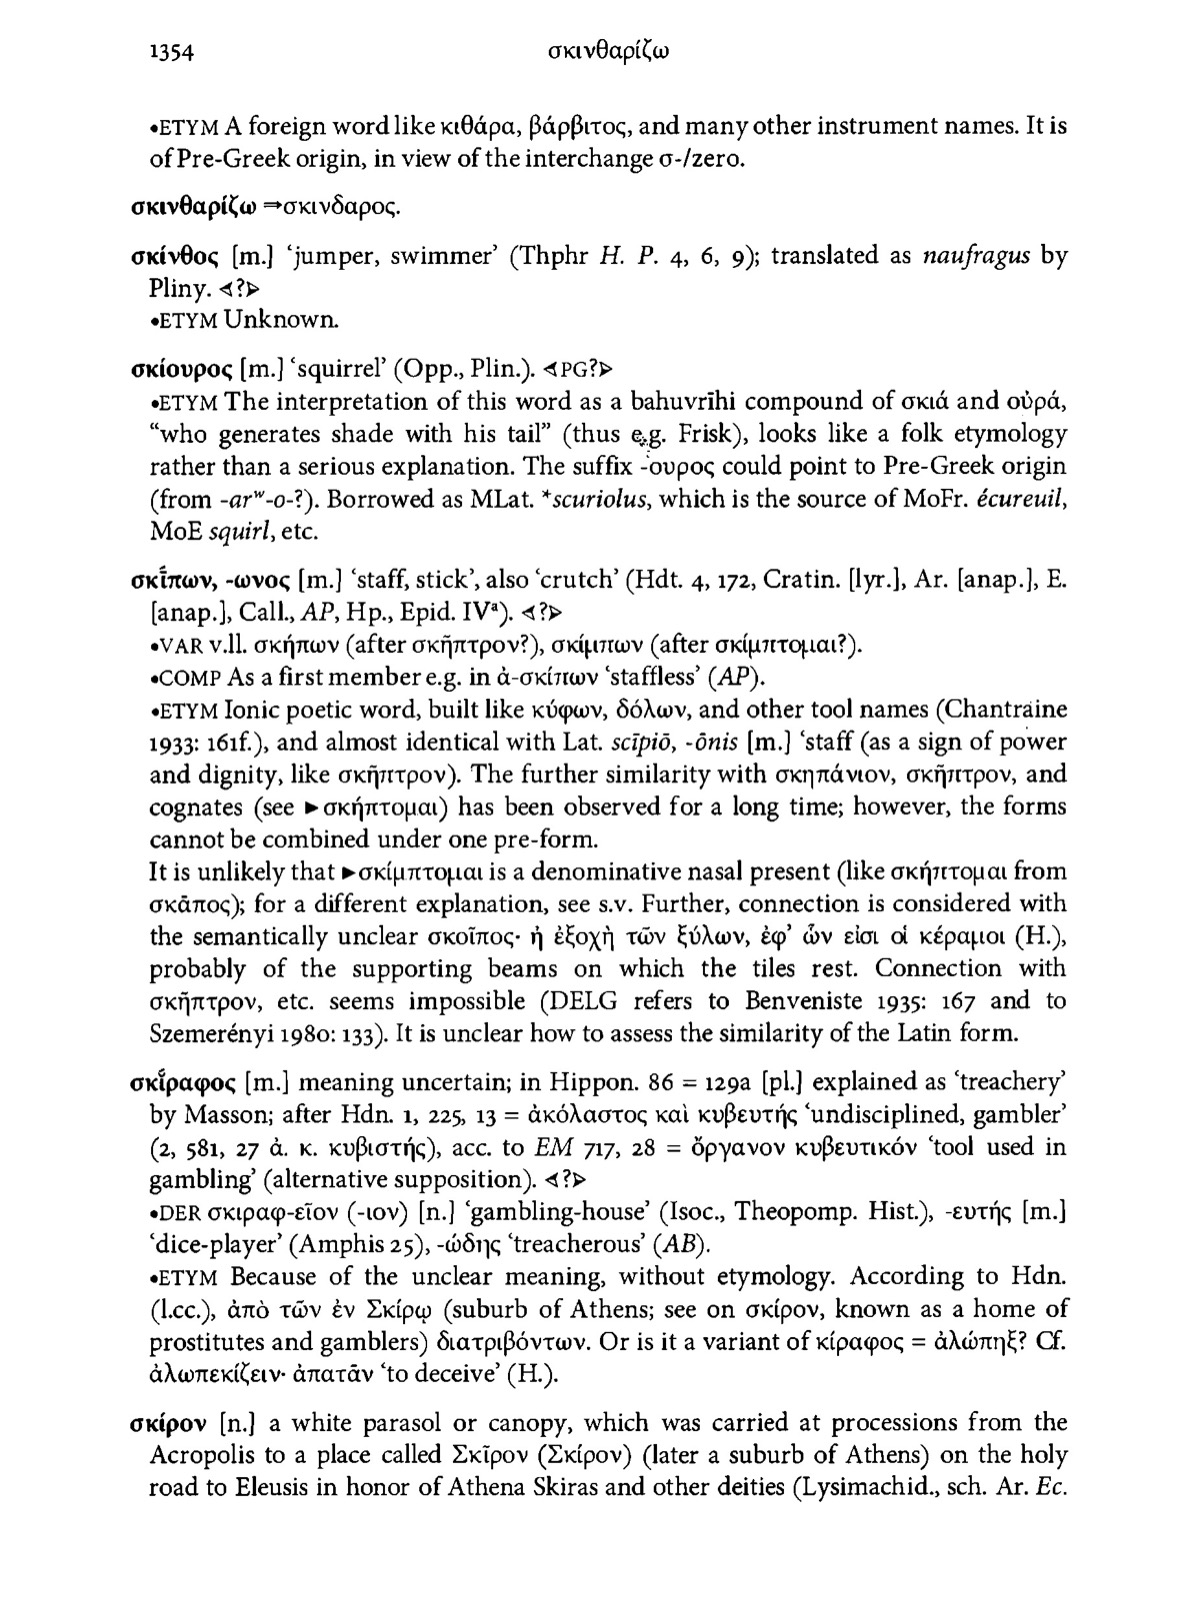 1354
σκινθαρίζω
•ETYM A foreign word like κιθάρα, βάρβιτος, and many other instrument names. It is
of Pre-Greek origin, in view of the interchange σ-/zero.
σκινθαρίζω ⇒σκινδαρος.
σκίνθος [m.] ‘jumper, swimmer’ (Thphr H. P. 4, 6, 9); translated as naufragus by
Pliny. ⊲?⊳
•ETYM Unknown.
σκίουρος [m.] ‘squirrel’ (Opp., Plin.). ⊲PG?⊳
•ETYM The interpretation of this word as a bahuvrīhi compound of σκιά and οὐρά,
“who generates shade with his tail” (thus e.g. Frisk), looks like a folk etymology
rather than a serious explanation. The suffix -́ουρος could point to Pre-Greek origin
(from -arʷ-o-?). Borrowed as MLat. *scuriolus, which is the source of MoFr. écureuil,
MoE squirl, etc.
σκί̄πων, -ωνος [m.] ‘staff, stick’, also ‘crutch’ (Hdt. 4, 172, Cratin. [lyr.], Ar. [anap.], E.
[anap.], Call., AP, Hp., Epid. IVᵃ). ⊲?⊳
•VAR v.ll. σκήπων (after σκῆπτρον?), σκίμπων (after σκίμπτομαι?).
•COMP As a first member e.g. in ἀ-σκίπων ‘staffless’ (AP).
•ETYM Ionic poetic word, built like κύφων, δόλων, and other tool names (Chantraine
1933: 161f.), and almost identical with Lat. scīpiō, -ōnis [m.] ‘staff (as a sign of power
and dignity, like σκῆπτρον). The further similarity with σκηπάνιον, σκῆπτρον, and
cognates (see ►σκήπτομαι) has been observed for a long time; however, the forms
cannot be combined under one pre-form.
It is unlikely that ►σκίμπτομαι is a denominative nasal present (like σκήπτομαι from
σκᾶπος); for a different explanation, see s.v. Further, connection is considered with
the semantically unclear σκοῖπος· ἡ ἐξοχὴ τῶν ξύλων, ἐφ’ ὧν εἰσι οἱ κέραμοι (H.),
probably of the supporting beams on which the tiles rest. Connection with
σκῆπτρον, etc. seems impossible (DELG refers to Benveniste 1935: 167 and to
Szemerényi 1980: 133). It is unclear how to assess the similarity of the Latin form.
σκί̄ραφος [m.] meaning uncertain; in Hippon. 86 = 129a [pl.] explained as ‘treachery’
by Masson; after Hdn. 1, 225, 13 = ἀκόλαστος καὶ κυβευτής ‘undisciplined, gambler’
(2, 581, 27 ἀ. κ. κυβιστής), acc. to EM 717, 28 = ὄργανον κυβευτικόν ‘tool used in
gambling’ (alternative supposition). ⊲?⊳
•DER σκιραφ-εῖον (-ιον) [n.] ‘gambling-house’ (Isoc., Theopomp. Hist.), -ευτής [m.]
‘dice-player’ (Amphis 25), -ώδης ‘treacherous’ (AB).
•ETYM Because of the unclear meaning, without etymology. According to Hdn.
(l.cc.), ἀπὸ τῶν ἐν Σκίρῳ (suburb of Athens; see on σκίρον, known as a home of
prostitutes and gamblers) διατριβόντων. Or is it a variant of κίραφος = ἀλώπηξ? Cf.
ἀλωπεκίζειν· ἀπατᾶν ‘to deceive’ (H.).
σκίρον [n.] a white parasol or canopy, which was carried at processions from the
Acropolis to a place called Σκῖρον (Σκίρον) (later a suburb of Athens) on the holy
road to Eleusis in honor of Athena Skiras and other deities (Lysimachid., sch. Ar. Ec.